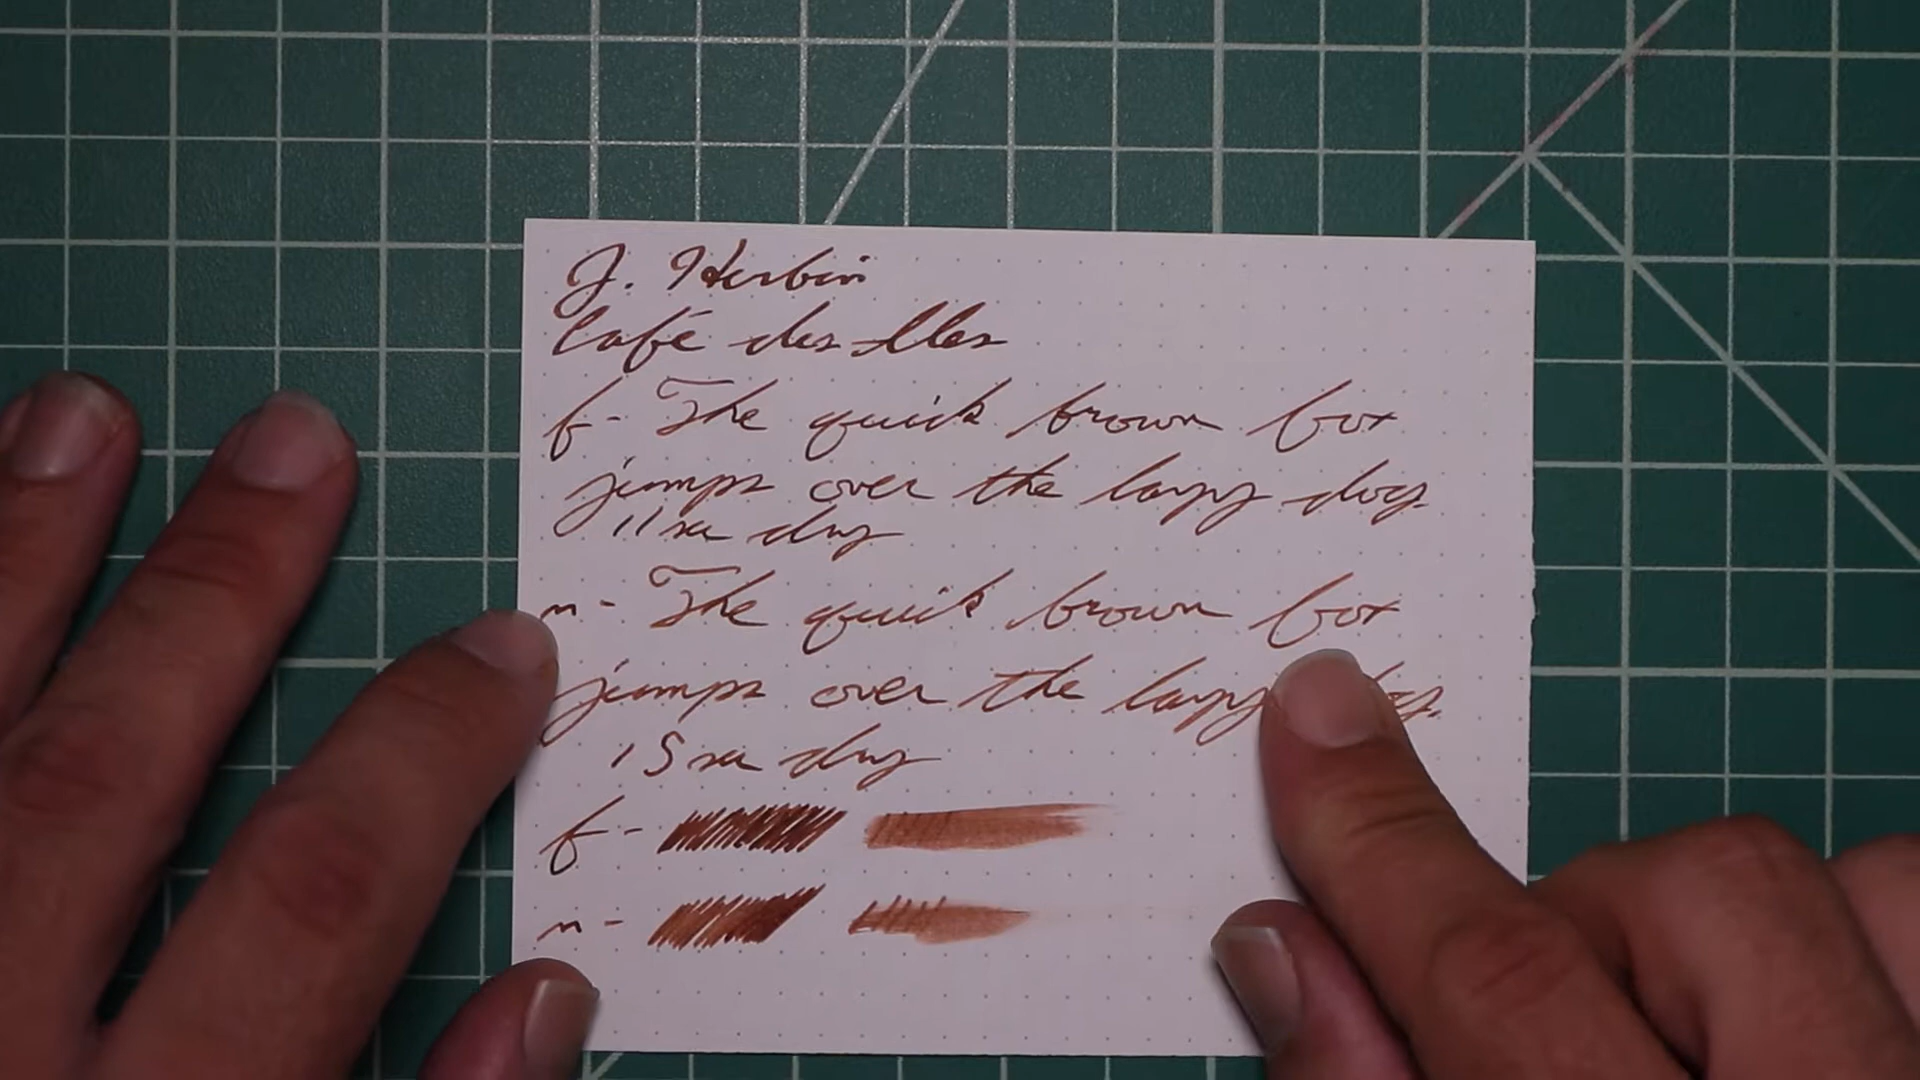 J. Herbin
Café des Iles
f - The quick brown fox
jumps over the lazy dog.
11 sec dry
m - The quick brown fox
jumps over the lazy dog.
15 sec dry
f -
m -